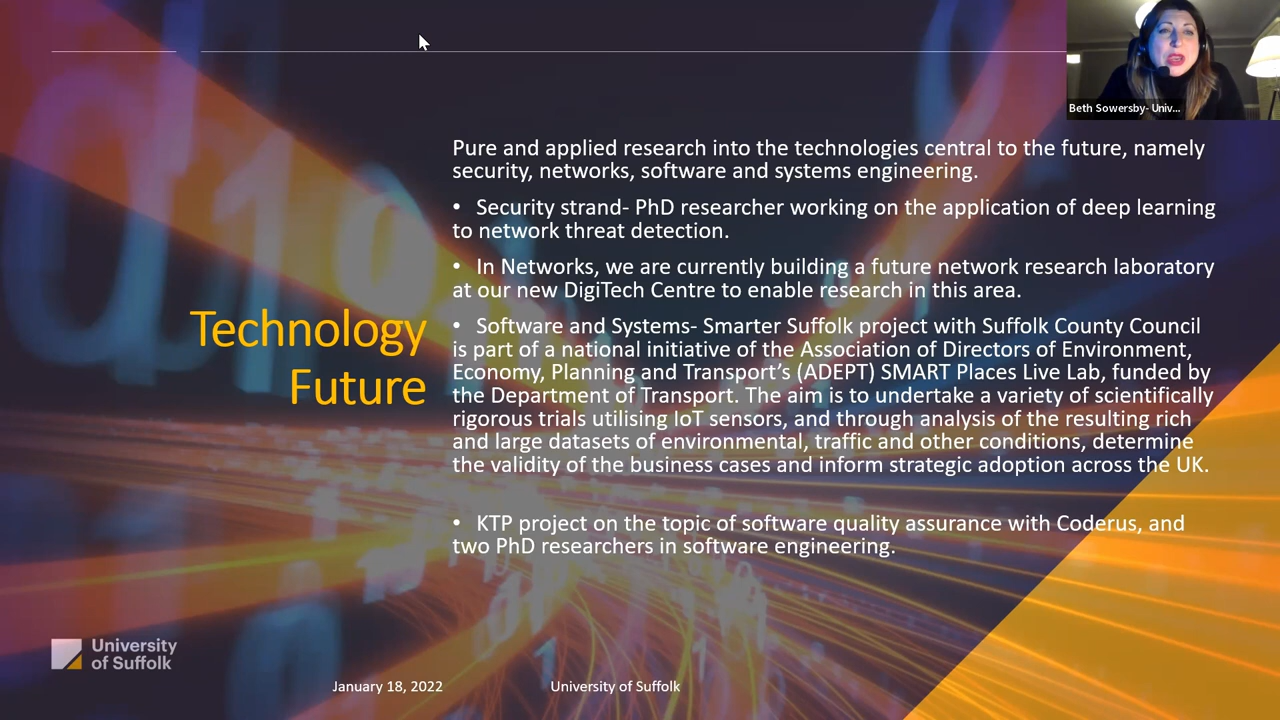 Beth Sowersby- Univ...
Pure and applied research into the technologies central to the future, namely
security, networks, software and systems engineering.
• Security strand- PhD researcher working on the application of deep learning
to network threat detection.
• In Networks, we are currently building a future network research laboratory
at our new DigiTech Centre to enable research in this area.
Technology
Future
• Software and Systems- Smarter Suffolk project with Suffolk County Council
is part of a national initiative of the Association of Directors of Environment,
Economy, Planning and Transport's (ADEPT) SMART Places Live Lab, funded by
the Department of Transport. The aim is to undertake a variety of scientifically
rigorous trials utilising IoT sensors, and through analysis of the resulting rich
and large datasets of environmental, traffic and other conditions, determine
the validity of the business cases and inform strategic adoption across the UK.
• KTP project on the topic of software quality assurance with Coderus, and
two PhD researchers in software engineering.
University
of Suffolk
January 18, 2022
University of Suffolk